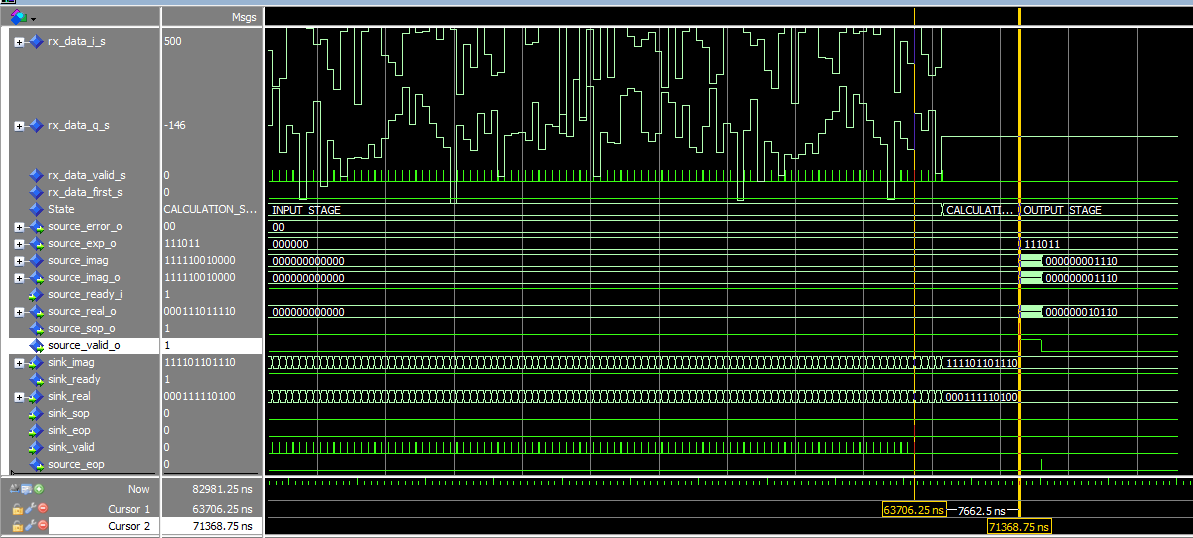 Msgs
rx_data_i_s 500
rx_data_q_s -146
rx_data_valid_s 0
rx_data_first_s 0
State CALCULATION_S... INPUT STAGE CALCULATI... OUTPUT STAGE
source_error_o 00 00
source_exp_o 111011 000000 111011
source_imag 111110010000 000000000000 000000001110
source_imag_o 111110010000 000000000000 000000001110
source_ready_i 1
source_real_o 000111011110 000000000000 000000010110
source_sop_o 1
source_valid_o 1
sink_imag 111101101110 111101101110
sink_ready 1
sink_real 000111110100 000111110100
sink_sop 0
sink_eop 0
sink_valid 0
source_eop 0
Now 82981.25 ns
Cursor 1 63706.25 ns 63706.25 ns 7662.5 ns
Cursor 2 71368.75 ns 71368.75 ns